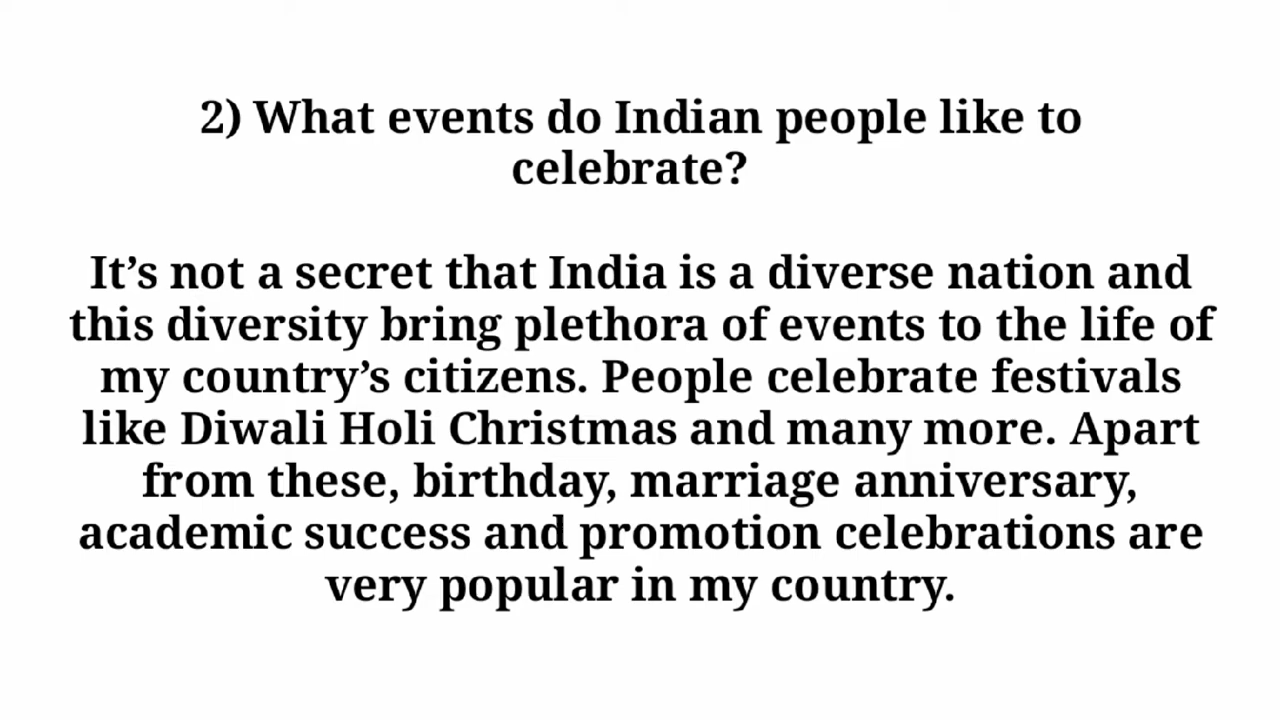 2) What events do Indian people like to
celebrate?
It’s not a secret that India is a diverse nation and
this diversity bring plethora of events to the life of
my country’s citizens. People celebrate festivals
like Diwali Holi Christmas and many more. Apart
from these, birthday, marriage anniversary,
academic success and promotion celebrations are
very popular in my country.